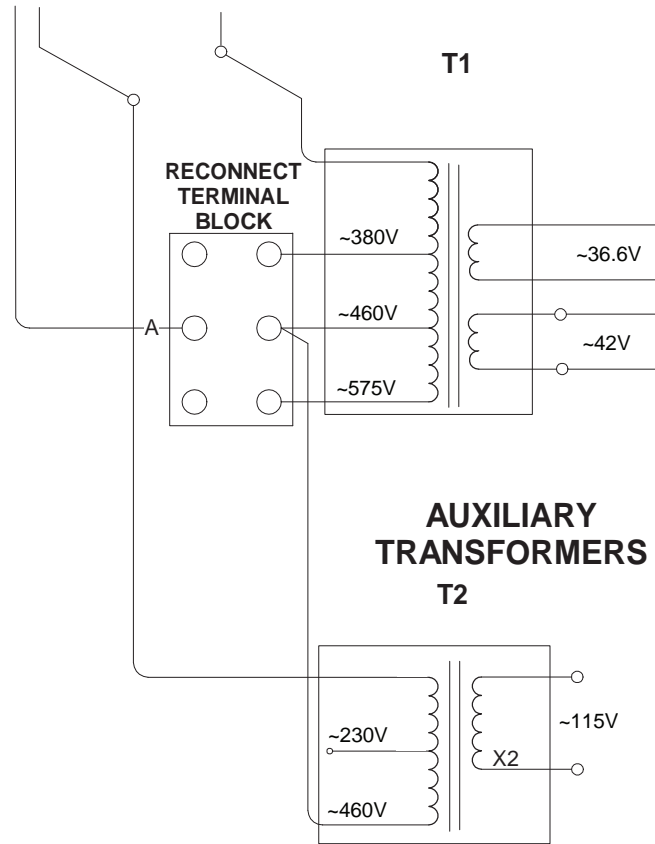 T1
RECONNECT
TERMINAL
BLOCK
~380V
~36.6V
~460V
A
~42V
~575V
AUXILIARY
TRANSFORMERS
T2
~230V
~115V
X2
~460V